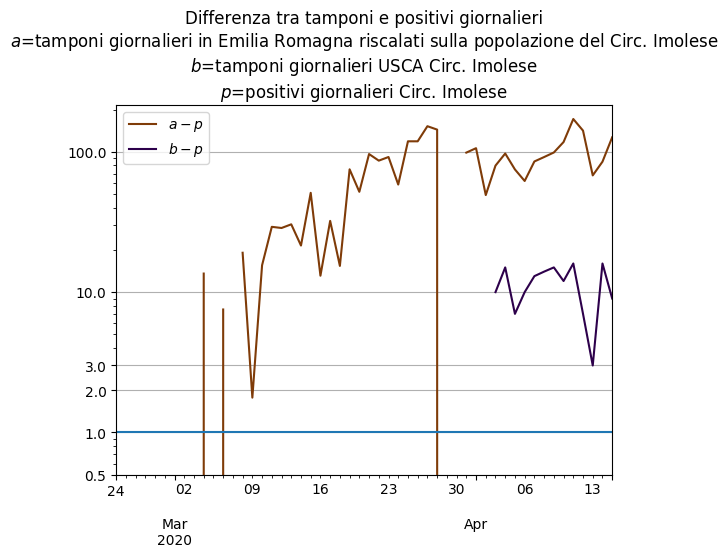 Differenza tra tamponi e positivi giornalieri
a=tamponi giornalieri in Emilia Romagna riscalati sulla popolazione del Circ. Imolese
b=tamponi giornalieri USCA Circ. Imolese
p=positivi giornalieri Circ. Imolese
a − p
b − p
100.0
10.0
3.0
2.0
1.0
0.5
24 02 09 16 23 30 06 13
Mar Apr
2020